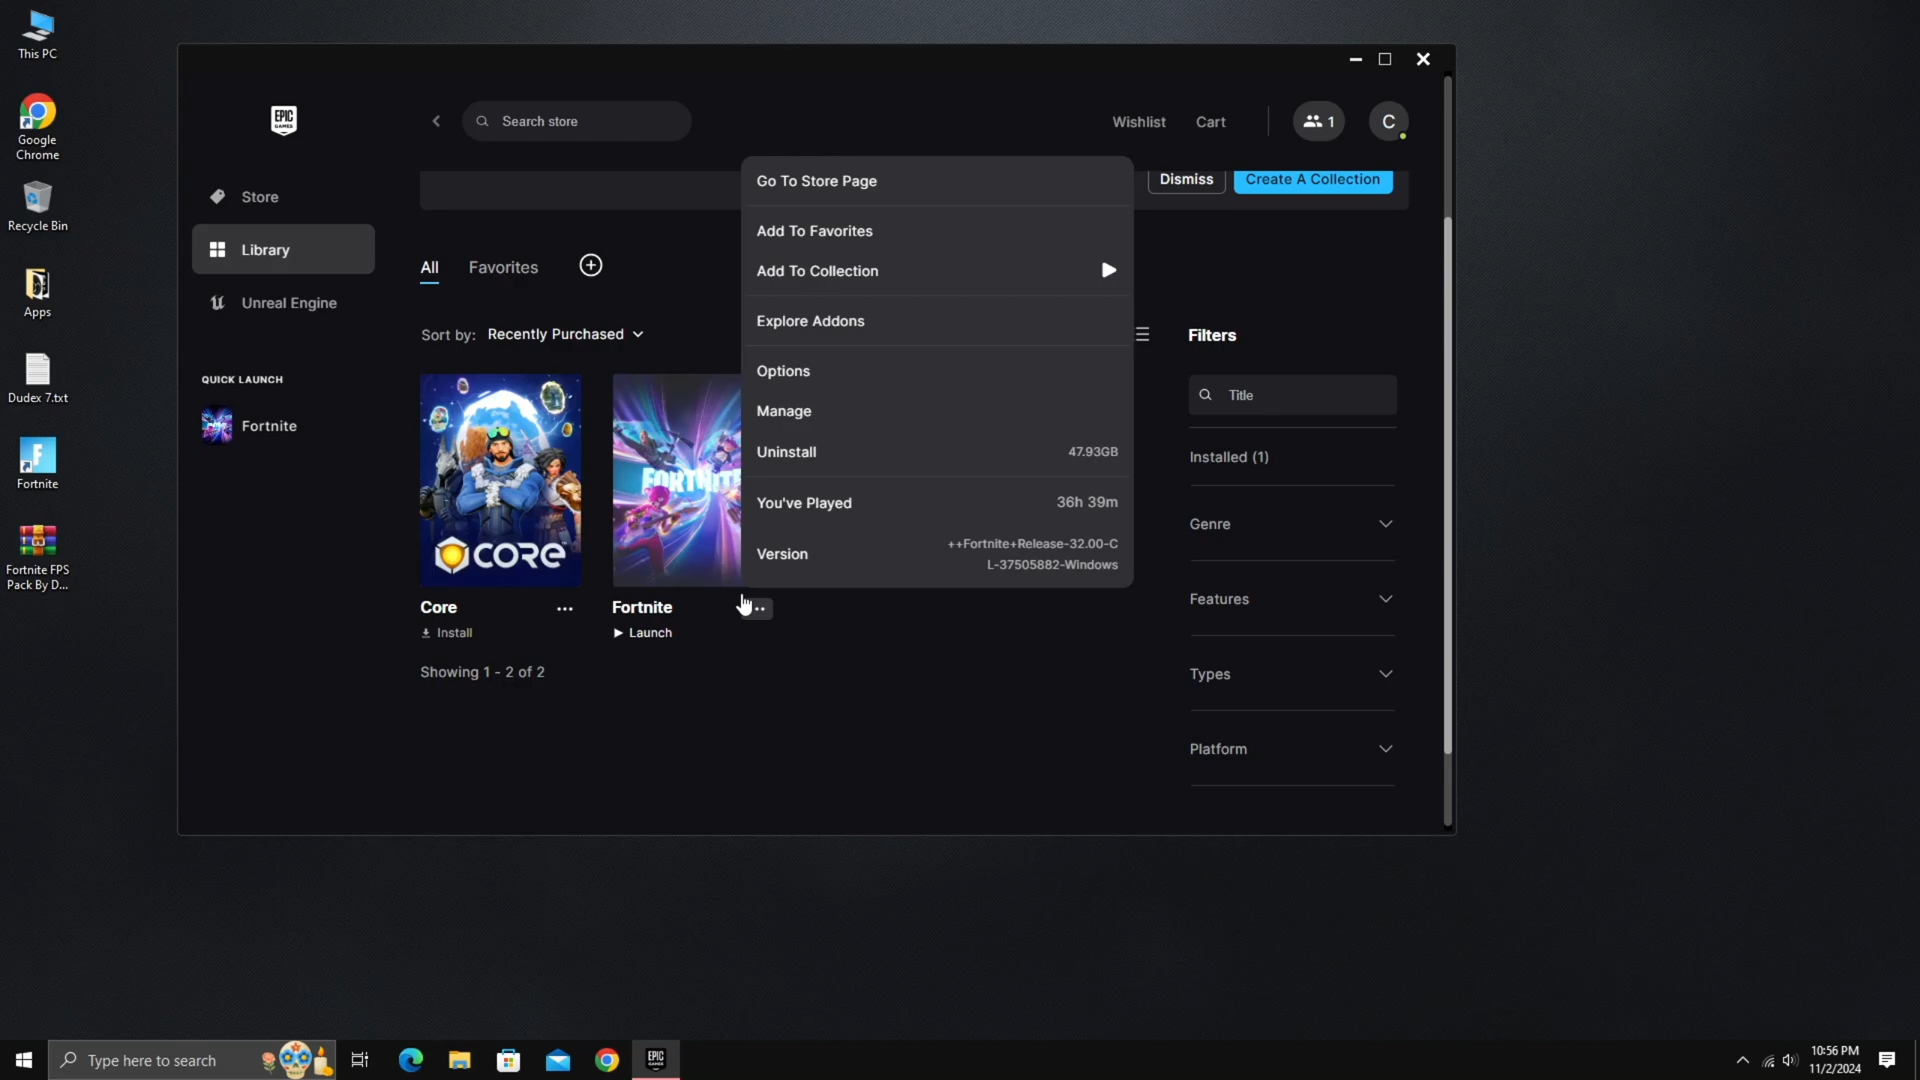 This PC
Google
Chrome
Recycle Bin
Apps
Dudex 7.txt
Fortnite
Fortnite FPS
Pack By D...
EPIC
GAMES
Search store
Wishlist
Cart
1
C
Store
Library
Unreal Engine
QUICK LAUNCH
Fortnite
Dismiss
Create A Collection
All
Favorites
Sort by: Recently Purchased
CORE
Core
Install
FORTNITE
Fortnite
Launch
Showing 1 - 2 of 2
Go To Store Page
Add To Favorites
Add To Collection
Explore Addons
Options
Manage
Uninstall 47.93GB
You've Played 36h 39m
Version ++Fortnite+Release-32.00-C
L-37505882-Windows
Filters
Title
Installed (1)
Genre
Features
Types
Platform
Type here to search
EPIC
GAMES
10:56 PM
11/2/2024